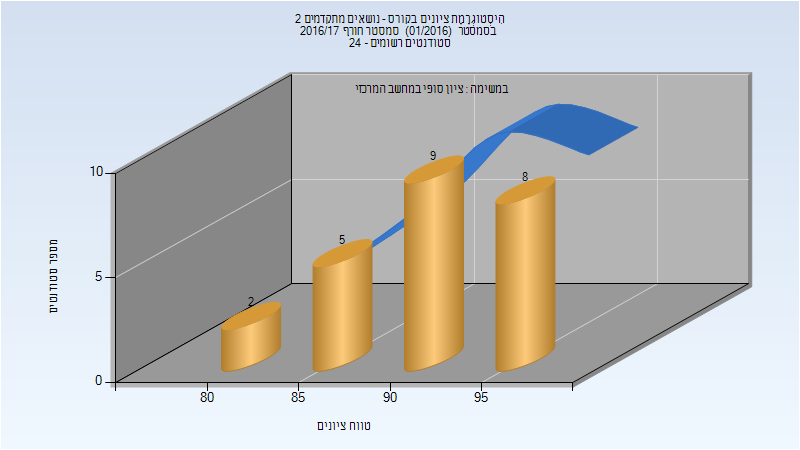 היסטוגרמת ציונים בקורס - נושאים מתקדמים 2
בסמסטר (01/2016) סמסטר חורף 2016/17
סטודנטים רשומים - 24
במשימה : ציון סופי במחשב המרכזי
10
5
0
מספר סטודנטים
2
5
9
8
80
85
90
95
טווח ציונים